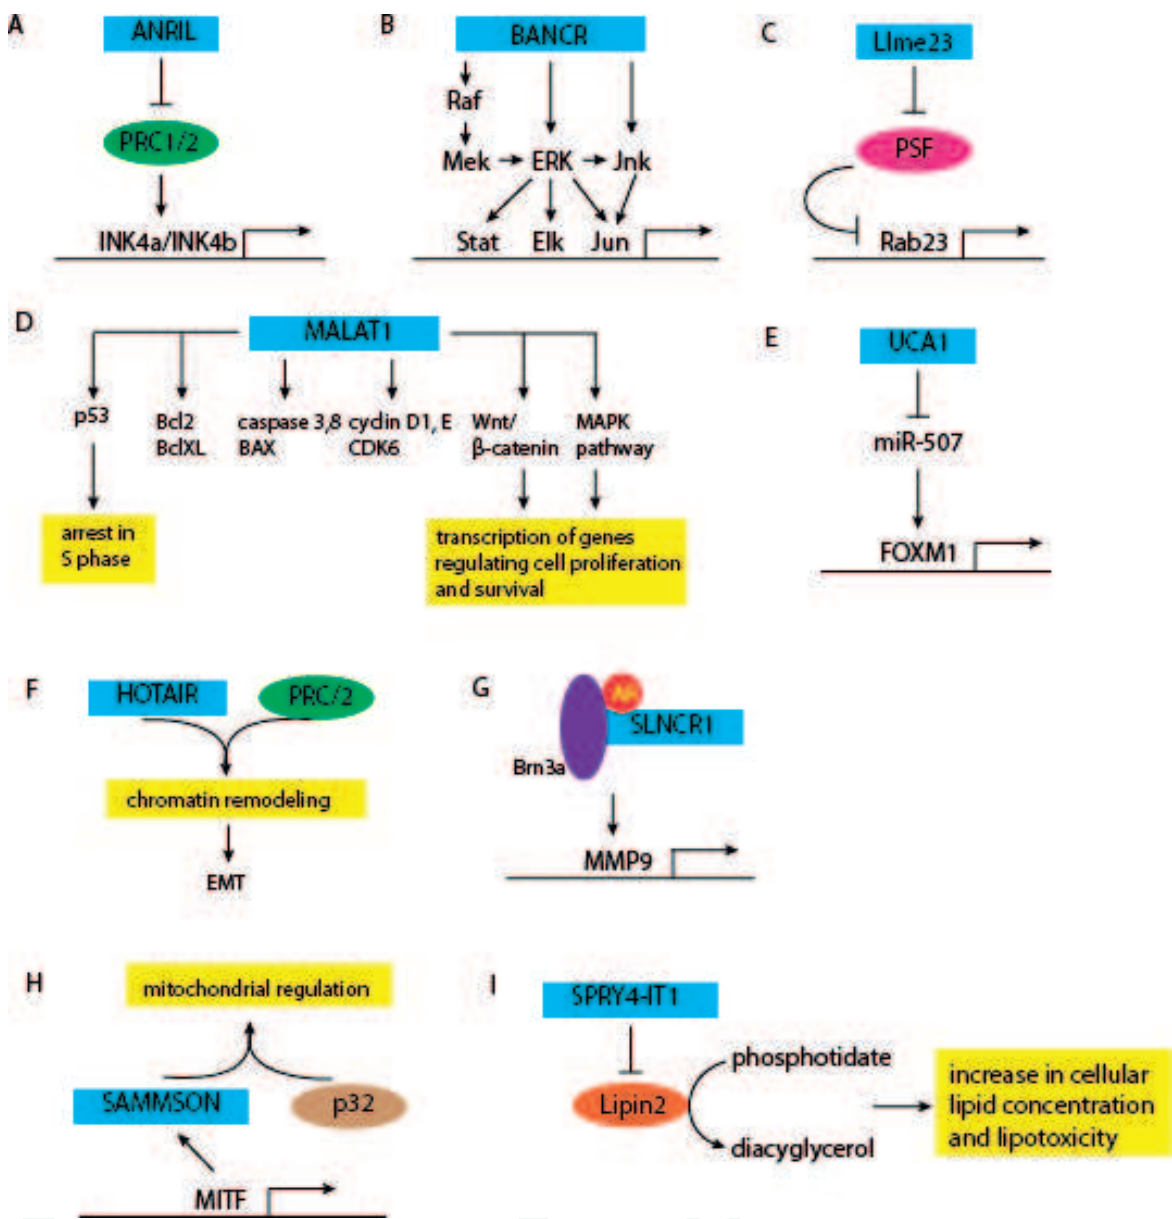 A
ANRIL
PRC1/2
INK4a/INK4b
B
BANCR
Raf
Mek
ERK
Jnk
Stat
Elk
Jun
C
LIme23
PSF
Rab23
D
MALAT1
p53
Bcl2
BclXL
caspase 3,8
BAX
cyclin D1, E
CDK6
Wnt/
β-catenin
MAPK
pathway
arrest in
S phase
transcription of genes
regulating cell proliferation
and survival
E
UCA1
miR-507
FOXM1
F
HOTAIR
PRC/2
chromatin remodeling
EMT
G
AR
SLNCR1
Brn3a
MMP9
H
mitochondrial regulation
SAMMSON
p32
MITF
I
SPRY4-IT1
Lipin2
phosphotidate
diacyglycerol
increase in cellular
lipid concentration
and lipotoxicity